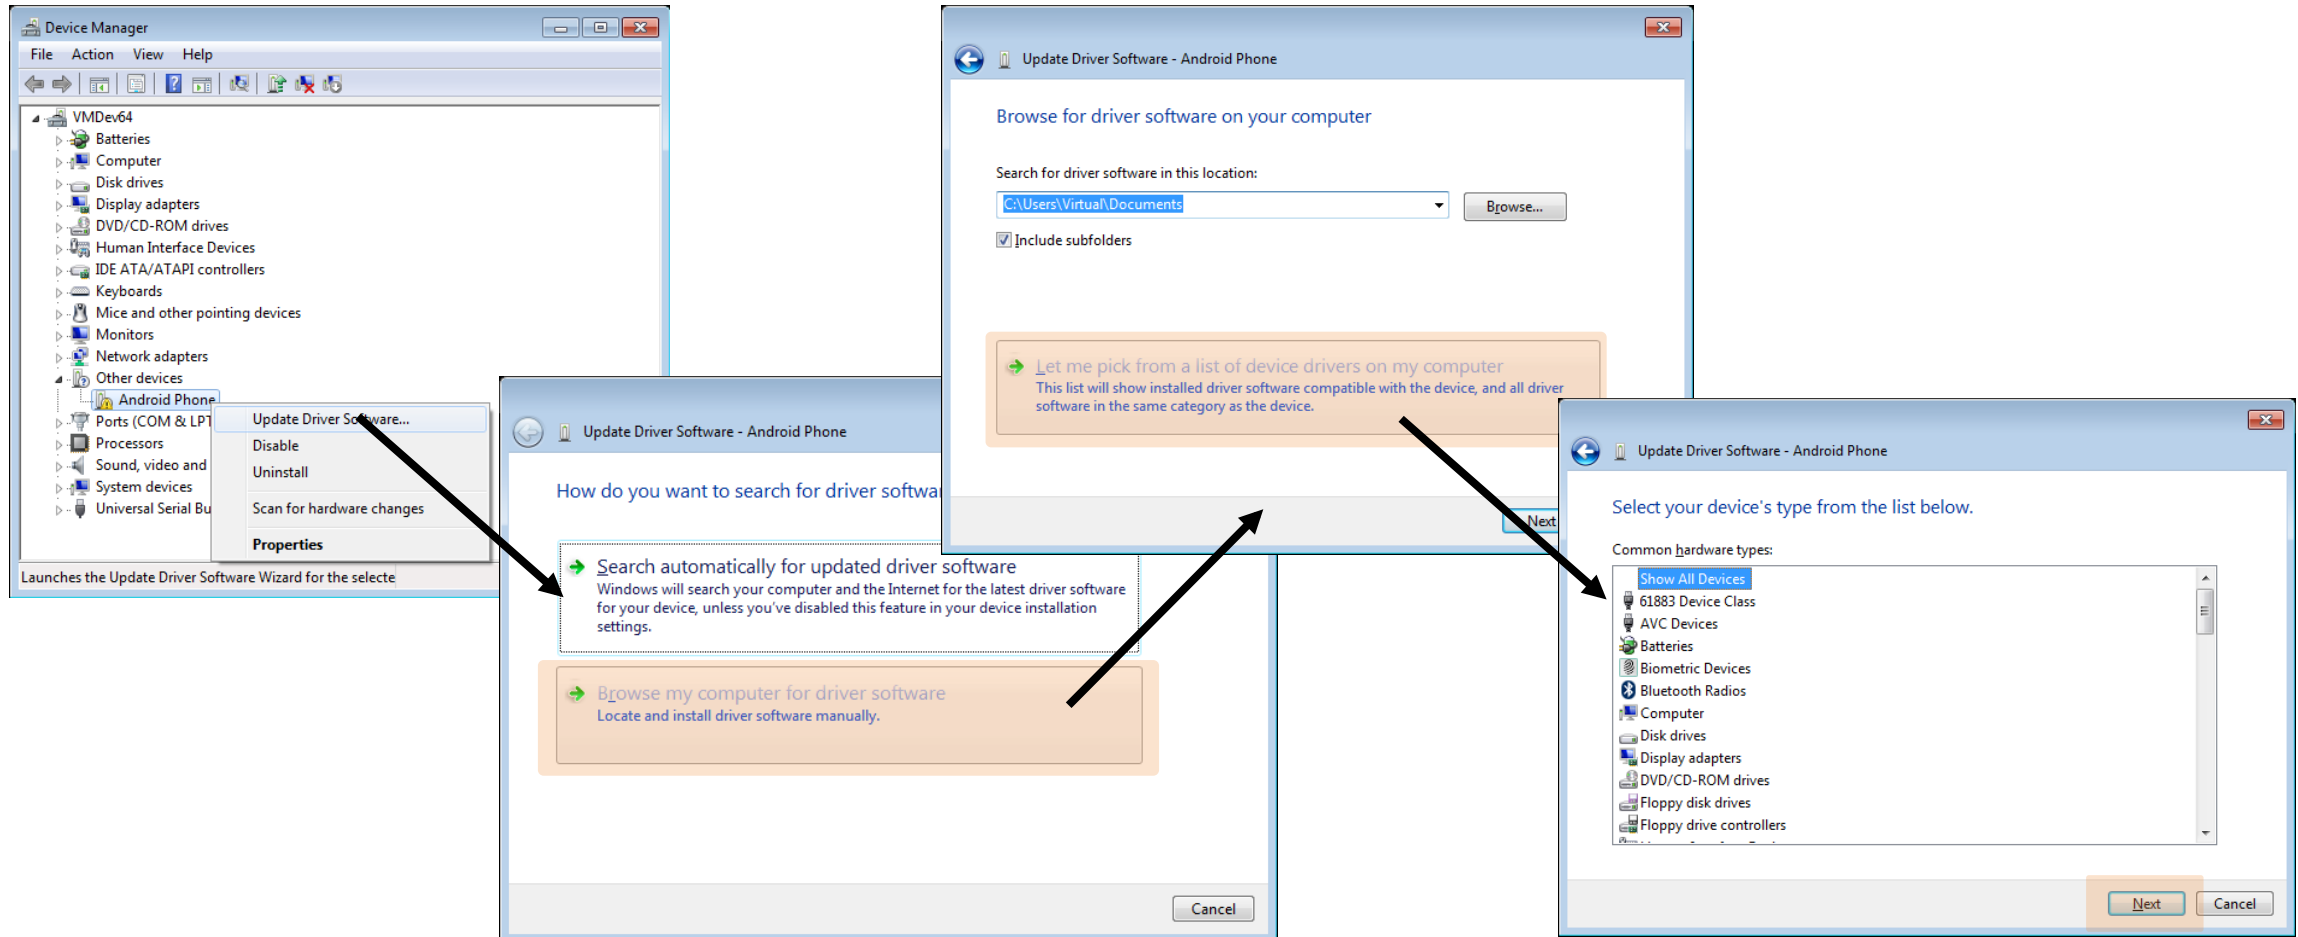 Device Manager
File Action View Help
VMDev64
Batteries
Computer
Disk drives
Display adapters
DVD/CD-ROM drives
Human Interface Devices
IDE ATA/ATAPI controllers
Keyboards
Mice and other pointing devices
Monitors
Network adapters
Other devices
Android Phone
Ports (COM & LPT
Processors
Sound, video and
System devices
Universal Serial Bu
Update Driver Software...
Disable
Uninstall
Scan for hardware changes
Properties
Launches the Update Driver Software Wizard for the selecte
Update Driver Software - Android Phone
How do you want to search for driver softwa
Search automatically for updated driver software
Windows will search your computer and the Internet for the latest driver software
for your device, unless you've disabled this feature in your device installation
settings.
Browse my computer for driver software
Locate and install driver software manually.
Cancel
Update Driver Software - Android Phone
Browse for driver software on your computer
Search for driver software in this location:
C:\Users\Virtual\Documents
Browse...
Include subfolders
Let me pick from a list of device drivers on my computer
This list will show installed driver software compatible with the device, and all driver
software in the same category as the device.
Next
Update Driver Software - Android Phone
Select your device's type from the list below.
Common hardware types:
Show All Devices
61883 Device Class
AVC Devices
Batteries
Biometric Devices
Bluetooth Radios
Computer
Disk drives
Display adapters
DVD/CD-ROM drives
Floppy disk drives
Floppy drive controllers
Next
Cancel